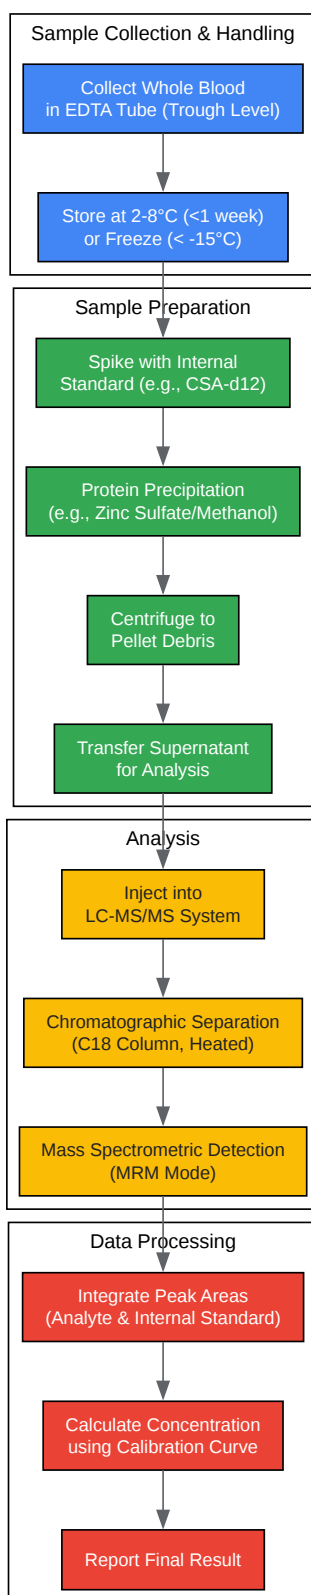 Sample Collection & Handling
Collect Whole Blood
in EDTA Tube (Trough Level)
Store at 2-8°C (<1 week)
or Freeze (< -15°C)
Sample Preparation
Spike with Internal
Standard (e.g., CSA-d12)
Protein Precipitation
(e.g., Zinc Sulfate/Methanol)
Centrifuge to
Pellet Debris
Transfer Supernatant
for Analysis
Analysis
Inject into
LC-MS/MS System
Chromatographic Separation
(C18 Column, Heated)
Mass Spectrometric Detection
(MRM Mode)
Data Processing
Integrate Peak Areas
(Analyte & Internal Standard)
Calculate Concentration
using Calibration Curve
Report Final Result